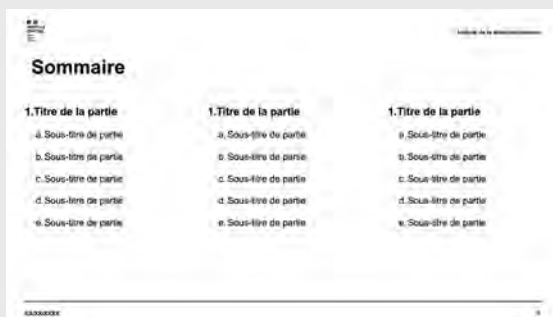 Sommaire
1.Titre de la partie
a. Sous-titre de partie
b. Sous-titre de partie
c. Sous-titre de partie
d. Sous-titre de partie
e. Sous-titre de partie
1.Titre de la partie
a. Sous-titre de partie
b. Sous-titre de partie
c. Sous-titre de partie
d. Sous-titre de partie
e. Sous-titre de partie
1.Titre de la partie
a. Sous-titre de partie
b. Sous-titre de partie
c. Sous-titre de partie
d. Sous-titre de partie
e. Sous-titre de partie